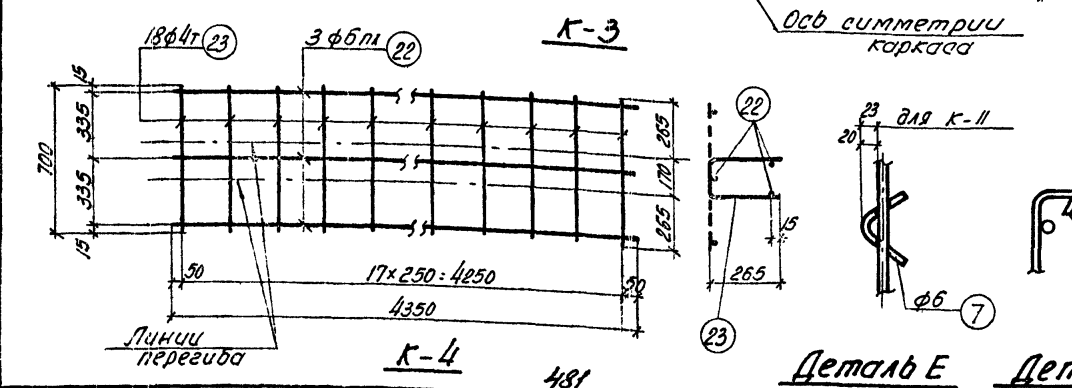 Ось симметрии
каркаса
К-3
18ф4т 23
3ф6пл 22
15
335
700
335
15
265
170
265
50
17×250=4250
50
4350
Линии
перегиба
К-4
481
22
15
265
23
23
20
для К-11
ф6 7
Деталь Е